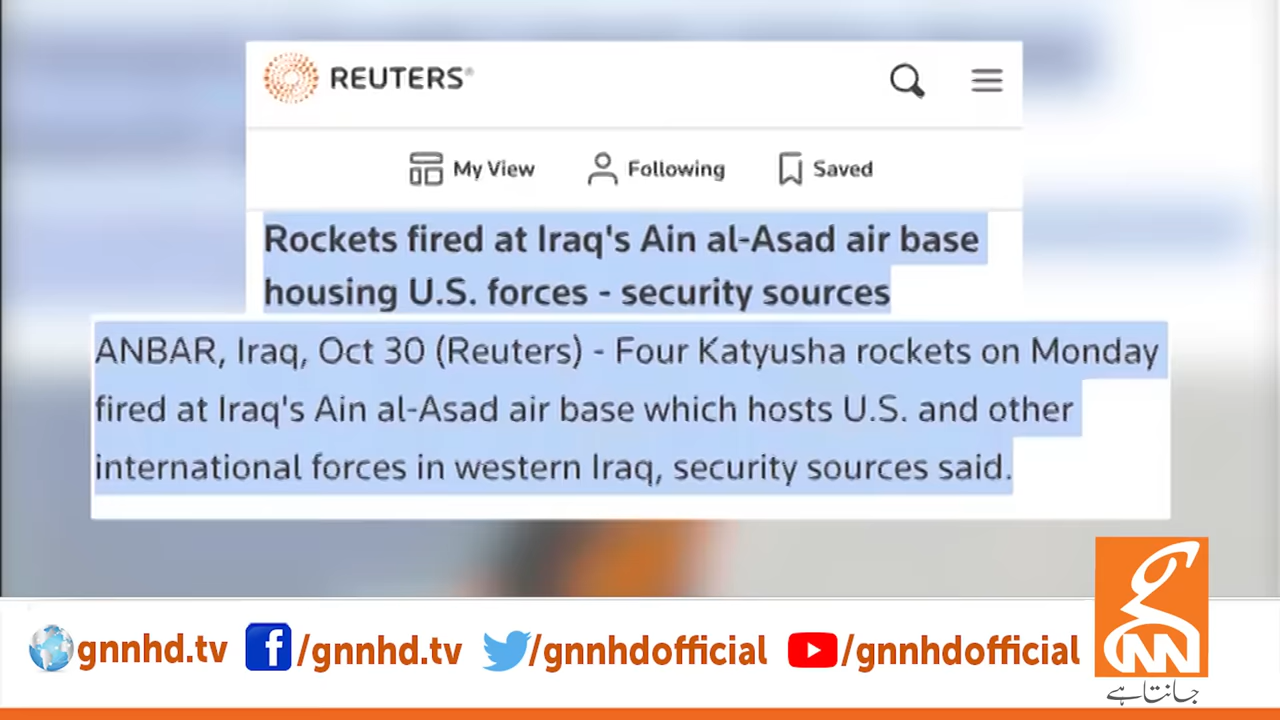 REUTERS®
My View Following Saved
Rockets fired at Iraq's Ain al-Asad air base
housing U.S. forces - security sources
ANBAR, Iraq, Oct 30 (Reuters) - Four Katyusha rockets on Monday
fired at Iraq's Ain al-Asad air base which hosts U.S. and other
international forces in western Iraq, security sources said.
gnnhd.tv /gnnhd.tv /gnnhdofficial /gnnhdofficial
GNN
جانتا ہے